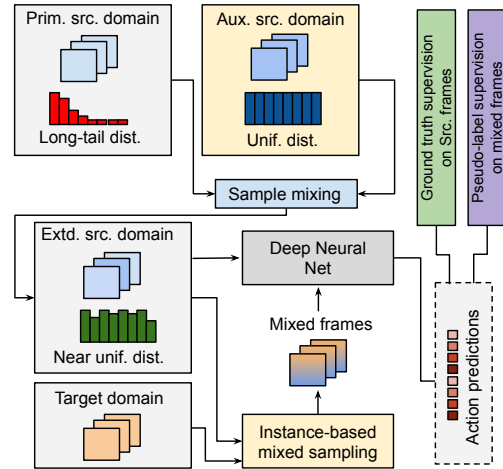 Prim. src. domain
Long-tail dist.
Aux. src. domain
Unif. dist.
Ground truth supervision
on Src. frames
Pseudo-label supervision
on mixed frames
Sample mixing
Extd. src. domain
Near unif. dist.
Deep Neural
Net
Mixed frames
Target domain
Instance-based
mixed sampling
Action predictions